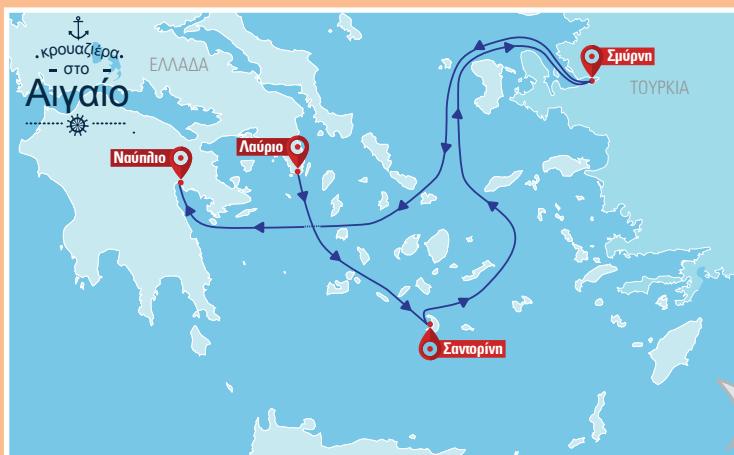 κρουαζιέρα
- στο -
Αιγαίο
ΕΛΛΑΔΑ
Σμύρνη
ΤΟΥΡΚΙΑ
Λαύριο
Ναύπλιο
Σαντορίνη